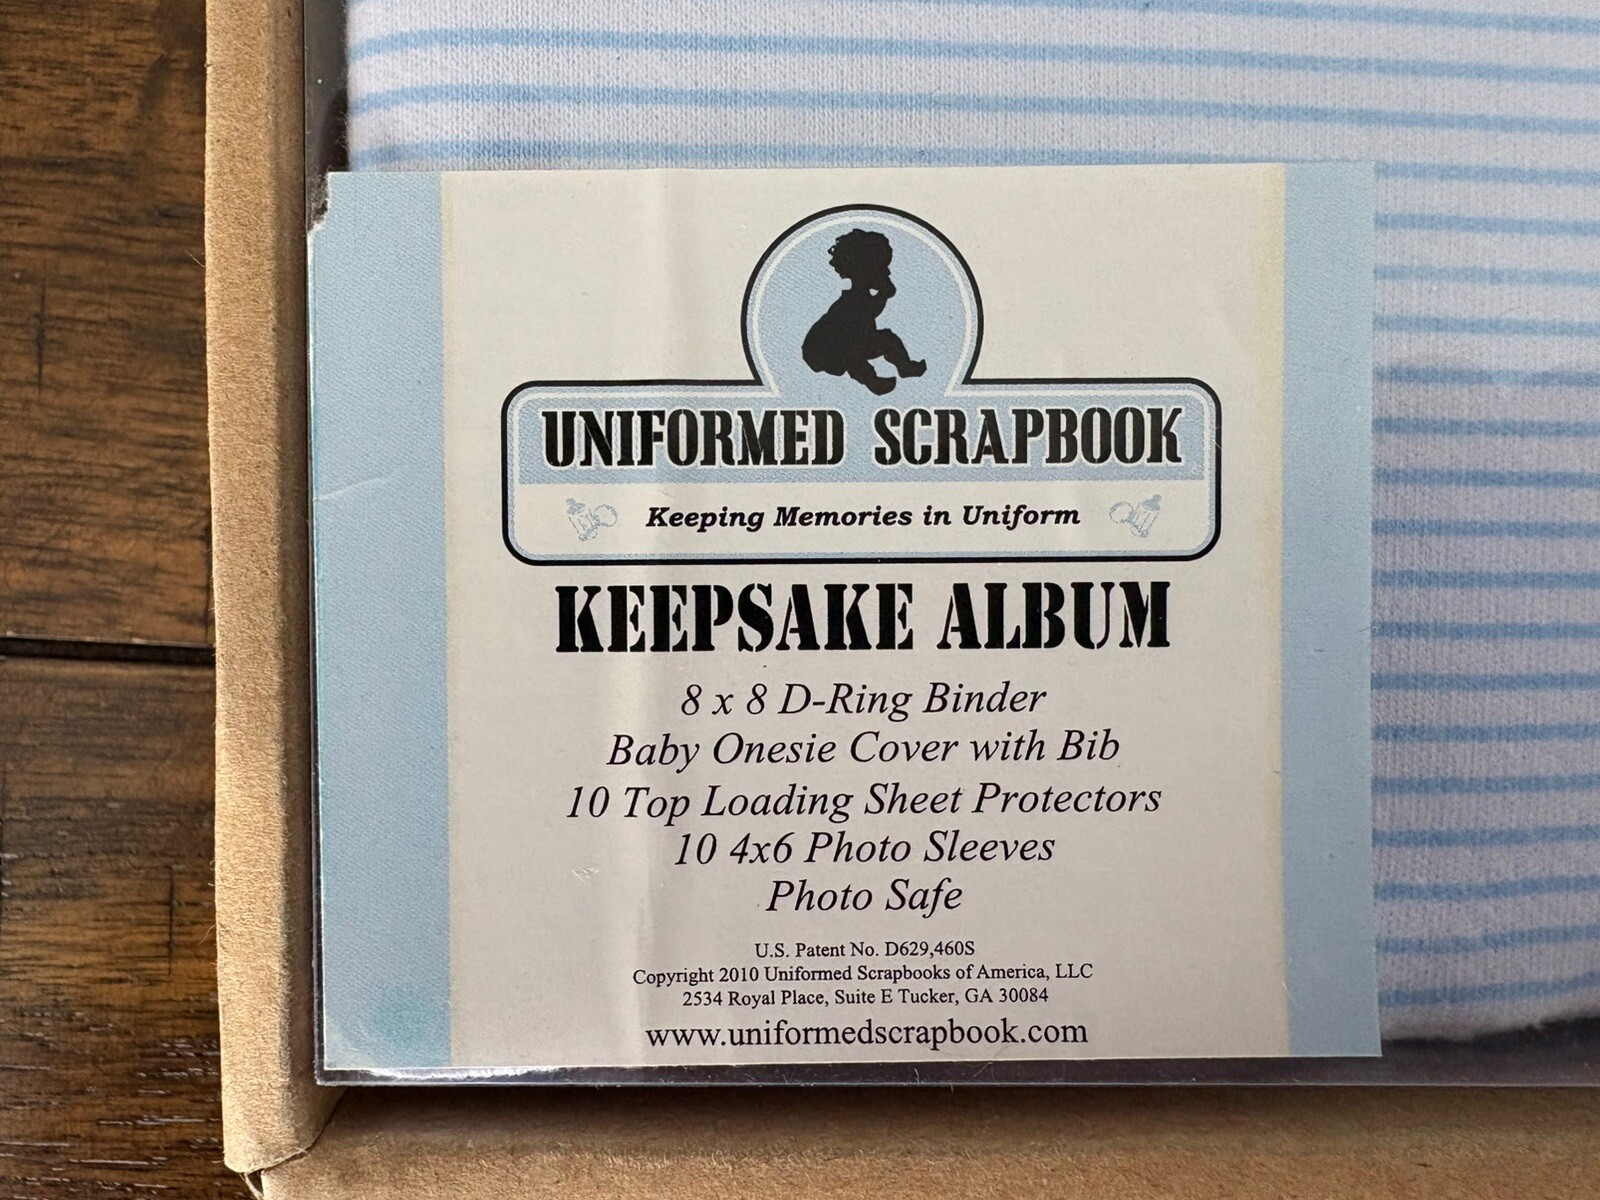 UNIFORMED SCRAPBOOK
Keeping Memories in Uniform
KEEPSAKE ALBUM
8 x 8 D-Ring Binder
Baby Onesie Cover with Bib
10 Top Loading Sheet Protectors
10 4x6 Photo Sleeves
Photo Safe
U.S. Patent No. D629,460S
Copyright 2010 Uniformed Scrapbooks of America, LLC
2534 Royal Place, Suite E Tucker, GA 30084
www.uniformedscrapbook.com